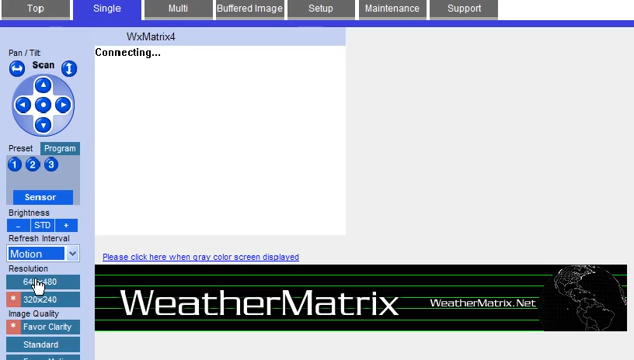 Top Single Multi Buffered Image Setup Maintenance Support
WxMatrix4
Connecting...
Pan / Tilt:
Scan
Preset Program
1 2 3
Sensor
Brightness
- STD +
Refresh Interval
Motion
Resolution
640x480
* 320x240
Image Quality
* Favor Clarity
Standard
Please click here when gray color screen displayed
WeatherMatrix WeatherMatrix.Net